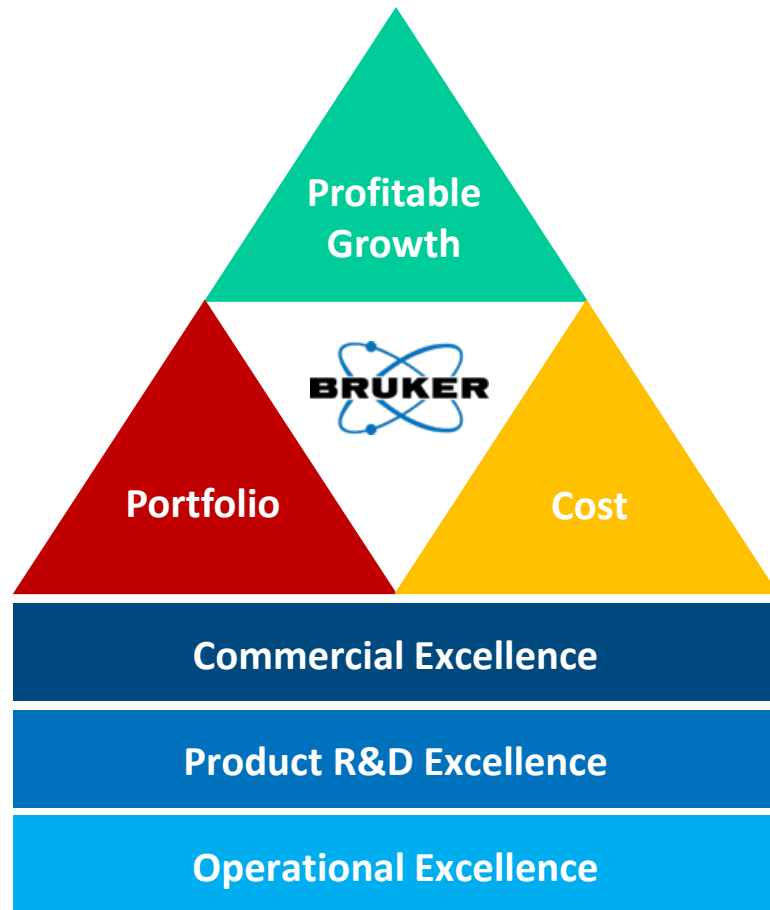 Profitable
Growth
BRUKER
Portfolio
Cost
Commercial Excellence
Product R&D Excellence
Operational Excellence